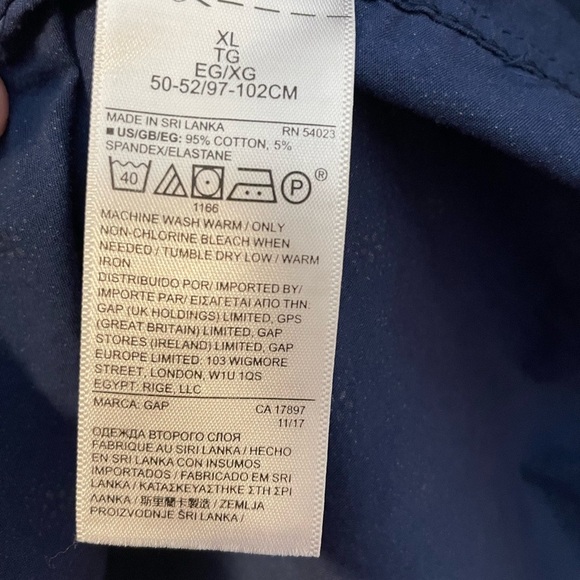 XL
TG
EG/XG
50-52/97-102CM
MADE IN SRI LANKA RN 54023
■ US/GB/EG: 95% COTTON, 5%
SPANDEX/ELASTANE
40 P ®
1166
MACHINE WASH WARM / ONLY
NON-CHLORINE BLEACH WHEN
NEEDED / TUMBLE DRY LOW / WARM
IRON
DISTRIBUIDO POR/ IMPORTED BY/
IMPORTE PAR/ ΕΙΣΑΓΕΤΑΙ ΑΠΟ ΤΗΝ:
GAP (UK HOLDINGS) LIMITED, GPS
(GREAT BRITAIN) LIMITED, GAP
STORES (IRELAND) LIMITED, GAP
EUROPE LIMITED: 103 WIGMORE
STREET, LONDON, W1U 1QS
EGYPT: RIGE, LLC
MARCA: GAP CA 17897
11/17
ОДЕЖДА ВТОРОГО СЛОЯ
FABRIQUE AU SRI LANKA / HECHO
EN SRI LANKA CON INSUMOS
IMPORTADOS / FABRICADO EM SRI
LANKA / ΚΑΤΑΣΚΕΥΑΣΤΗΚΕ ΣΤΗ ΣΡΙ
ΛΑΝΚΑ / 斯里蘭卡製造 / ZEMLJA
PROIZVODNJE ŠRI LANKA /